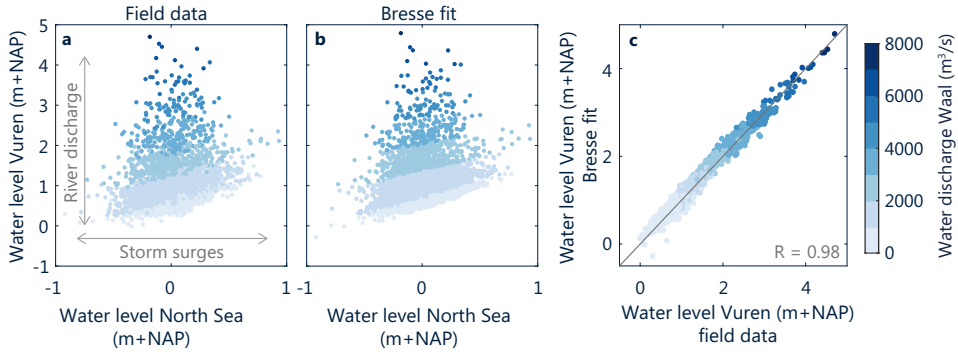 Field data
Bresse fit
a
b
c
5
4
3
2
1
0
-1
Water level Vuren (m+NAP)
River discharge
Storm surges
-1
0
1
Water level North Sea
(m+NAP)
-1
0
1
Water level North Sea
(m+NAP)
Water level Vuren (m+NAP)
Bresse fit
4
2
0
0
2
4
R = 0.98
Water level Vuren (m+NAP)
field data
8000
6000
4000
2000
0
Water discharge Waal (m³/s)